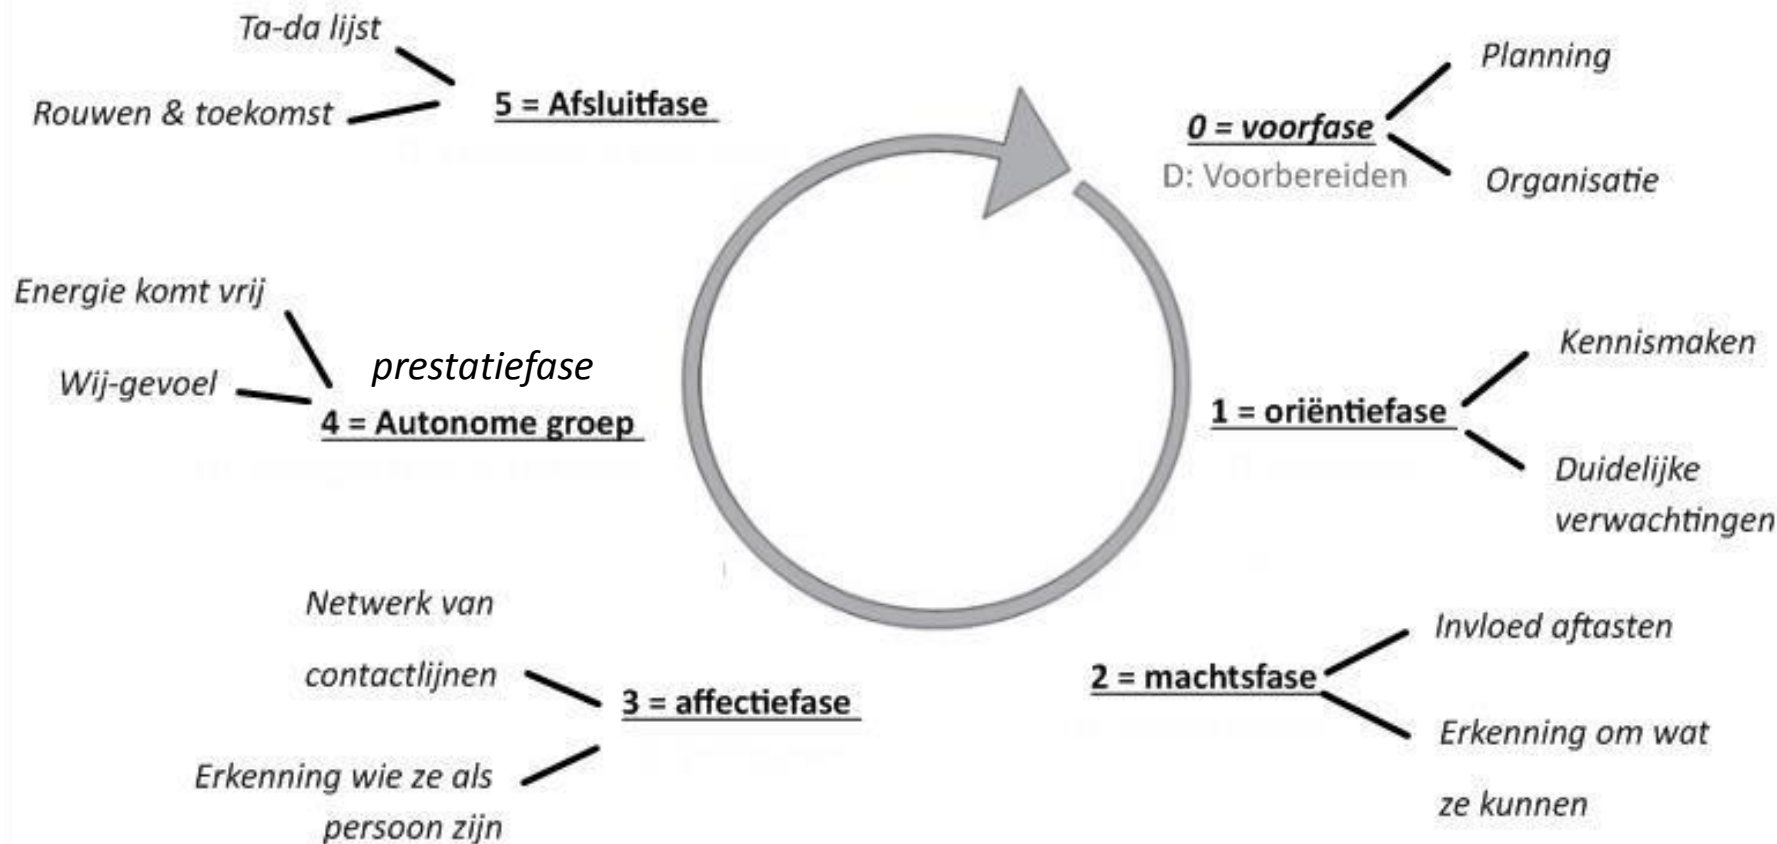 Ta-da lijst
Rouwen & toekomst
5 = Afsluitfase
Planning
0 = voorfase
D: Voorbereiden
Organisatie
Energie komt vrij
Wij-gevoel
prestatiefase
4 = Autonome groep
Kennismaken
1 = oriëntiefase
Duidelijke
verwachtingen
Netwerk van
contactlijnen
3 = affectiefase
Erkenning wie ze als
persoon zijn
Invloed aftasten
2 = machtsfase
Erkenning om wat
ze kunnen